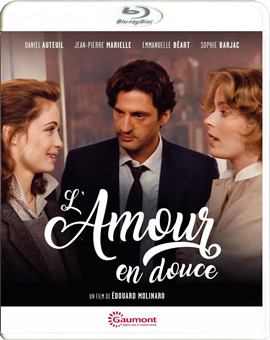 Blu-ray Disc
DANIEL AUTEUIL JEAN-PIERRE MARIELLE EMMANUELLE BÉART SOPHIE BARJAC
L'Amour
en douce
UN FILM DE ÉDOUARD MOLINARO
Gaumont